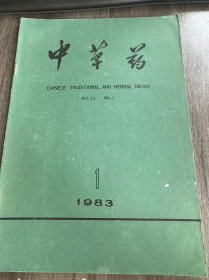 中草药
CHINESE TRADITIONAL AND HERBAL DRUGS
Vol.14 No.1
1
1983